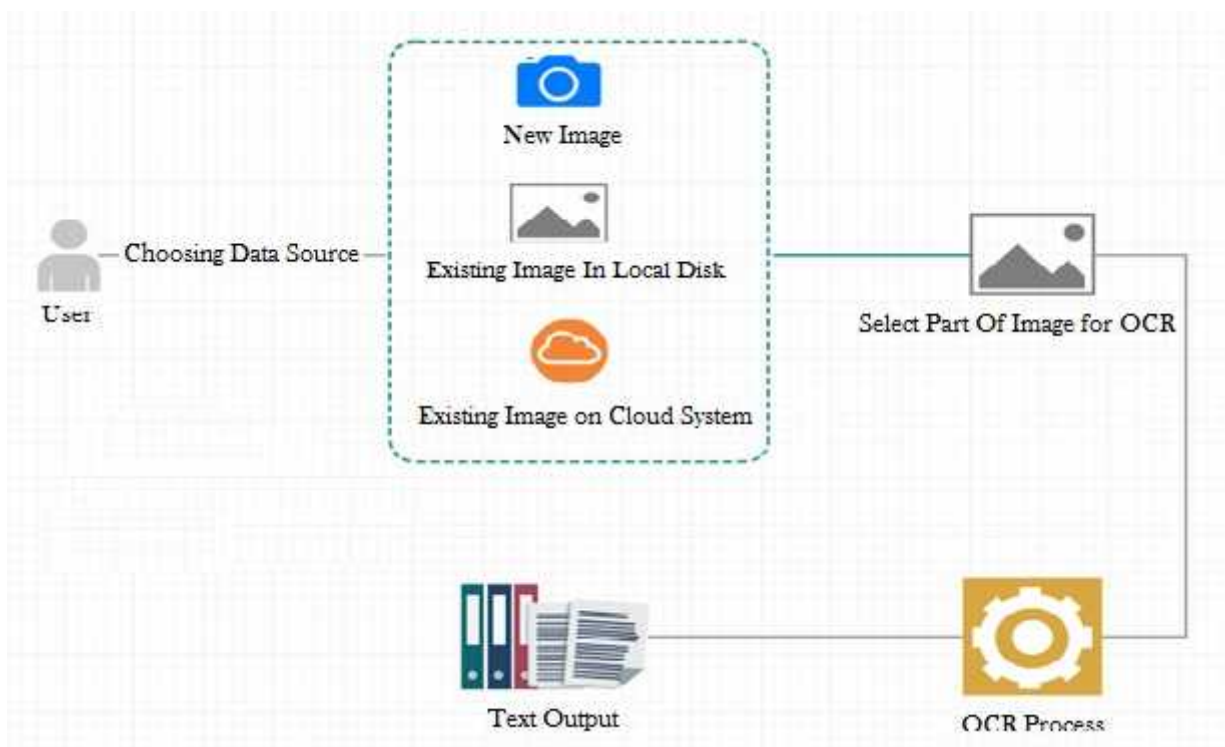 New Image
Existing Image In Local Disk
Existing Image on Cloud System
Choosing Data Source
User
Select Part Of Image for OCR
Text Output
OCR Process